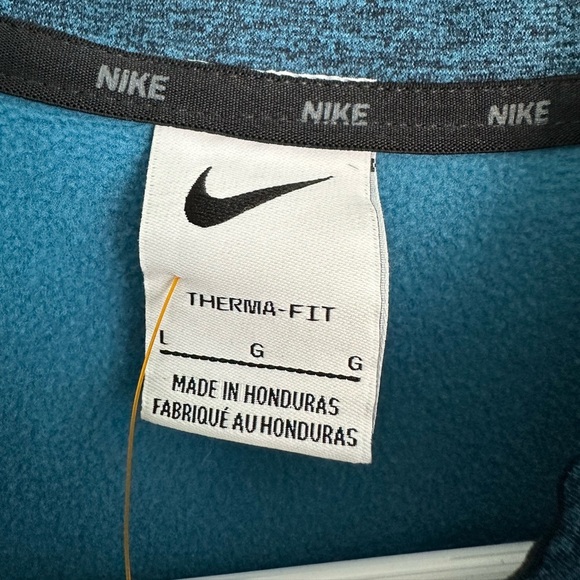 NIKE NIKE NIKE
THERMA-FIT
L G G
MADE IN HONDURAS
FABRIQUÉ AU HONDURAS